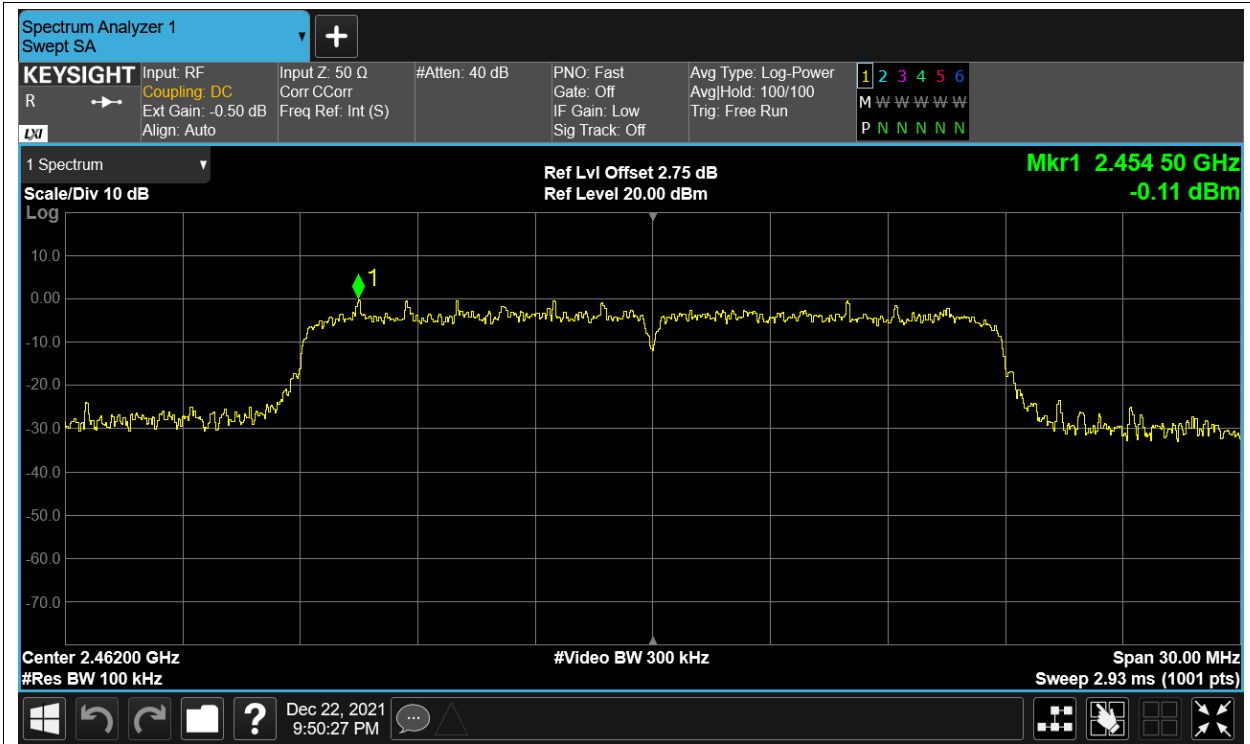 Spectrum Analyzer 1
Swept SA
KEYSIGHT
R
LXI
Input: RF
Coupling: DC
Ext Gain: -0.50 dB
Align: Auto
Input Z: 50 Ω
Corr CCorr
Freq Ref: Int (S)
#Atten: 40 dB
PNO: Fast
Gate: Off
IF Gain: Low
Sig Track: Off
Avg Type: Log-Power
Avg|Hold: 100/100
Trig: Free Run
1 2 3 4 5 6
M W W W W W
P N N N N N
1 Spectrum
Scale/Div 10 dB
Log
Ref Lvl Offset 2.75 dB
Ref Level 20.00 dBm
Mkr1 2.454 50 GHz
-0.11 dBm
1
10.0
0.00
-10.0
-20.0
-30.0
-40.0
-50.0
-60.0
-70.0
Center 2.46200 GHz
#Res BW 100 kHz
#Video BW 300 kHz
Span 30.00 MHz
Sweep 2.93 ms (1001 pts)
?
Dec 22, 2021
9:50:27 PM